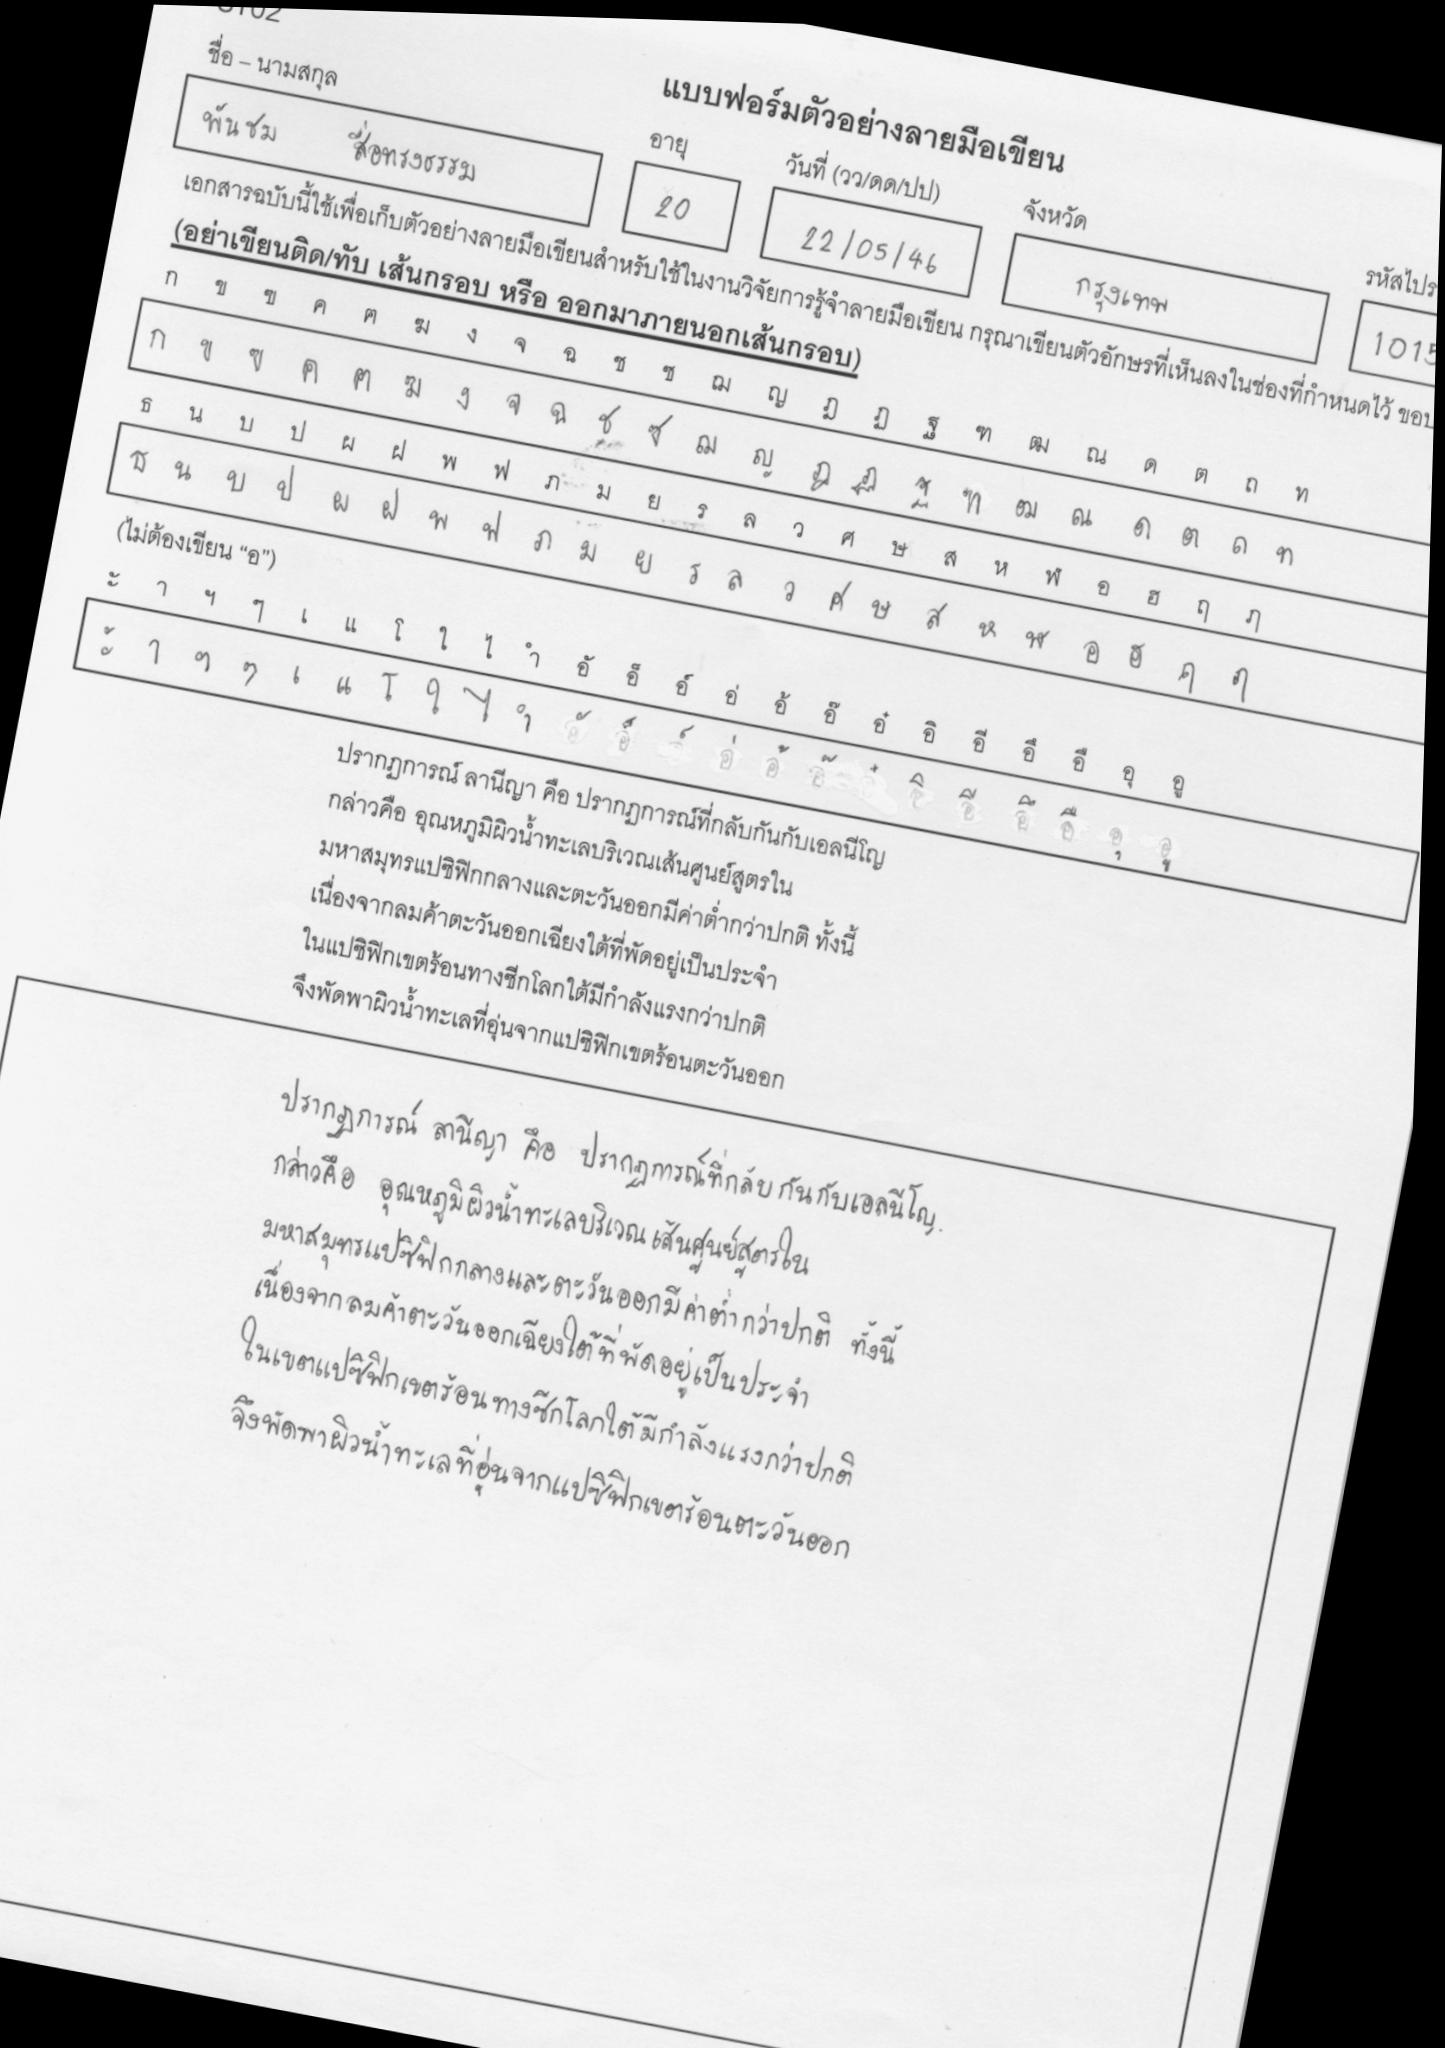 แบบฟอร์มตัวอย่างลายมือเขียน
ชื่อ – นามสกุล อายุ วันที่ (วว/ดด/ปป) จังหวัด
พันชม สื่อทรงธรรม 20 22/05/46 กรุงเทพ
เอกสารฉบับนี้ใช้เพื่อเก็บตัวอย่างลายมือเขียนสำหรับใช้ในงานวิจัยการรู้จำลายมือเขียน กรุณาเขียนตัวอักษรที่เห็นลงในช่องที่กำหนดไว้
(อย่าเขียนติด/ทับ เส้นกรอบ หรือ ออกมาภายนอกเส้นกรอบ)
ก ข ฃ ค ฅ ฆ ง จ ฉ ช ซ ฌ ญ ฎ ฏ ฐ ฑ ฒ ณ ด ต ถ ท
ก ข ฃ ค ฅ ฆ ง จ ฉ ช ซ ฌ ญ ฎ ฏ ฐ ฑ ฒ ณ ด ต ถ ท
ธ น บ ป ผ ฝ พ ฟ ภ ม ย ร ล ว ศ ษ ส ห ฬ อ ฮ ฤ ฦ
ธ น บ ป ผ ฝ พ ฟ ภ ม ย ร ล ว ศ ษ ส ห ฬ อ ฮ ฤ ฦ
(ไม่ต้องเขียน “อ”)
ะ า ฯ ๆ เ แ โ ใ ไ ำ อั อ็ อ์ อ่ อ้ อ๊ อ๋ อิ อี อึ อื อุ อู
ะ า ฯ ๆ เ แ โ ใ ไ ำ ั ็ ์ ่ ้ ๊ ๋ ิ ี ึ ื ุ ู
ปรากฏการณ์ ลานีญา คือ ปรากฏการณ์ที่กลับกันกับเอลนีโญ
กล่าวคือ อุณหภูมิผิวน้ำทะเลบริเวณเส้นศูนย์สูตรใน
มหาสมุทรแปซิฟิกกลางและตะวันออกมีค่าต่ำกว่าปกติ ทั้งนี้
เนื่องจากลมค้าตะวันออกเฉียงใต้ที่พัดอยู่เป็นประจำ
ในแปซิฟิกเขตร้อนทางซีกโลกใต้มีกำลังแรงกว่าปกติ
จึงพัดพาผิวน้ำทะเลที่อุ่นจากแปซิฟิกเขตร้อนตะวันออก
ปรากฏการณ์ ลานีญา คือ ปรากฏการณ์ที่กลับกันกับเอลนีโญ.
กล่าวคือ อุณหภูมิผิวน้ำทะเลบริเวณเส้นศูนย์สูตรใน
มหาสมุทรแปซิฟิกกลางและตะวันออกมีค่าต่ำกว่าปกติ ทั้งนี้
เนื่องจากลมค้าตะวันออกเฉียงใต้ที่พัดอยู่เป็นประจำ
ในเขตแปซิฟิกเขตร้อนทางซีกโลกใต้มีกำลังแรงกว่าปกติ
จึงพัดพาผิวน้ำทะเลที่อุ่นจากแปซิฟิกเขตร้อนตะวันออก